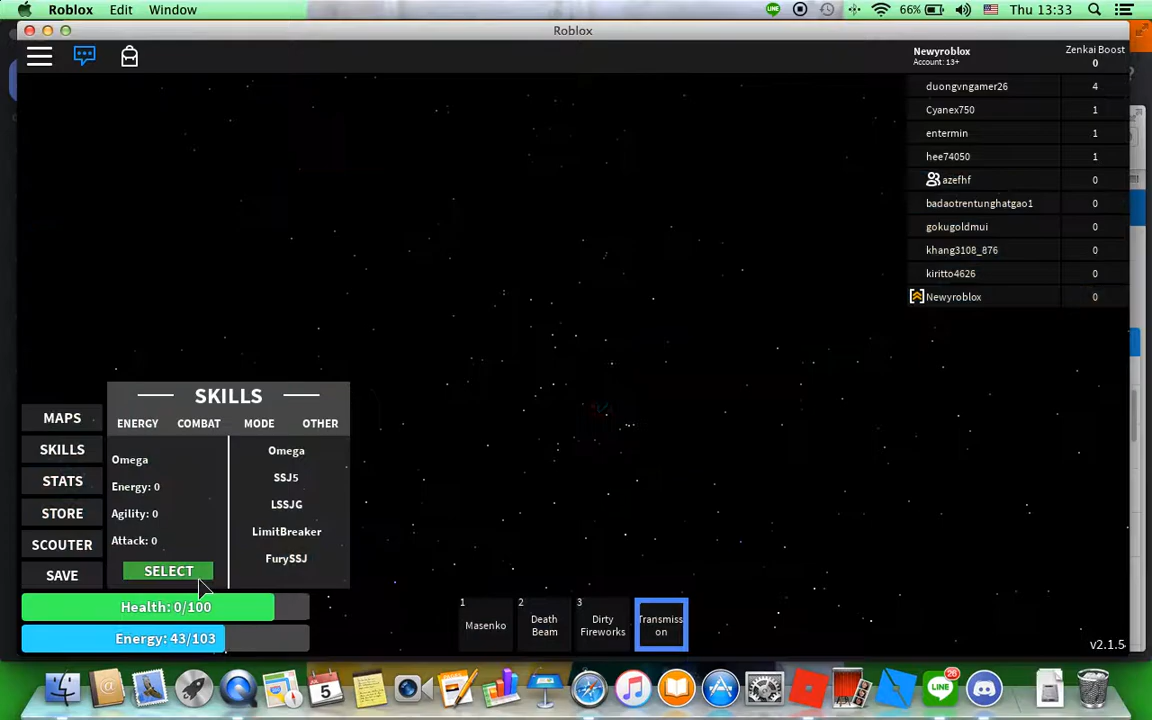 Roblox Edit Window 66% Thu 13:33
Roblox
Newyroblox
Account: 13+
Zenkai Boost
0
duongvngamer26 4
Cyanex750 1
entermin 1
hee74050 1
azefhf 0
badaotrentunghatgao1 0
gokugoldmui 0
khang3108_876 0
kiritto4626 0
Newyroblox 0
MAPS
SKILLS
STATS
STORE
SCOUTER
SAVE
SKILLS
ENERGY COMBAT MODE OTHER
Omega
Energy: 0
Agility: 0
Attack: 0
SELECT
Omega
SSJ5
LSSJG
LimitBreaker
FurySSJ
Health: 0/100
Energy: 43/103
1
Masenko
2
Death
Beam
3
Dirty
Fireworks
Transmiss
on
v2.1.5
5
26